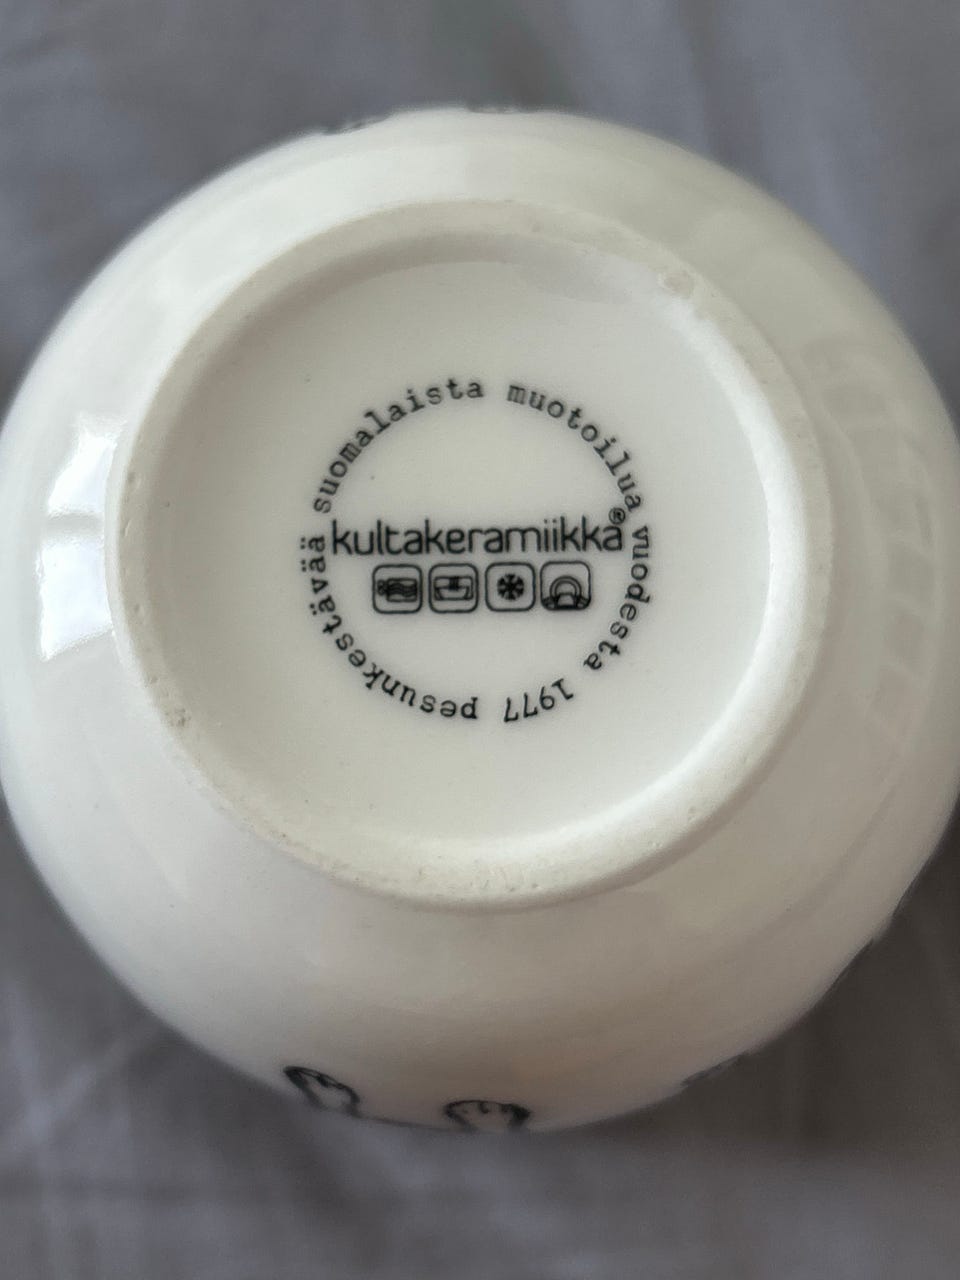 pesunkestävää suomalaista muotoilua vuodesta 1977
kultakeramiikka®